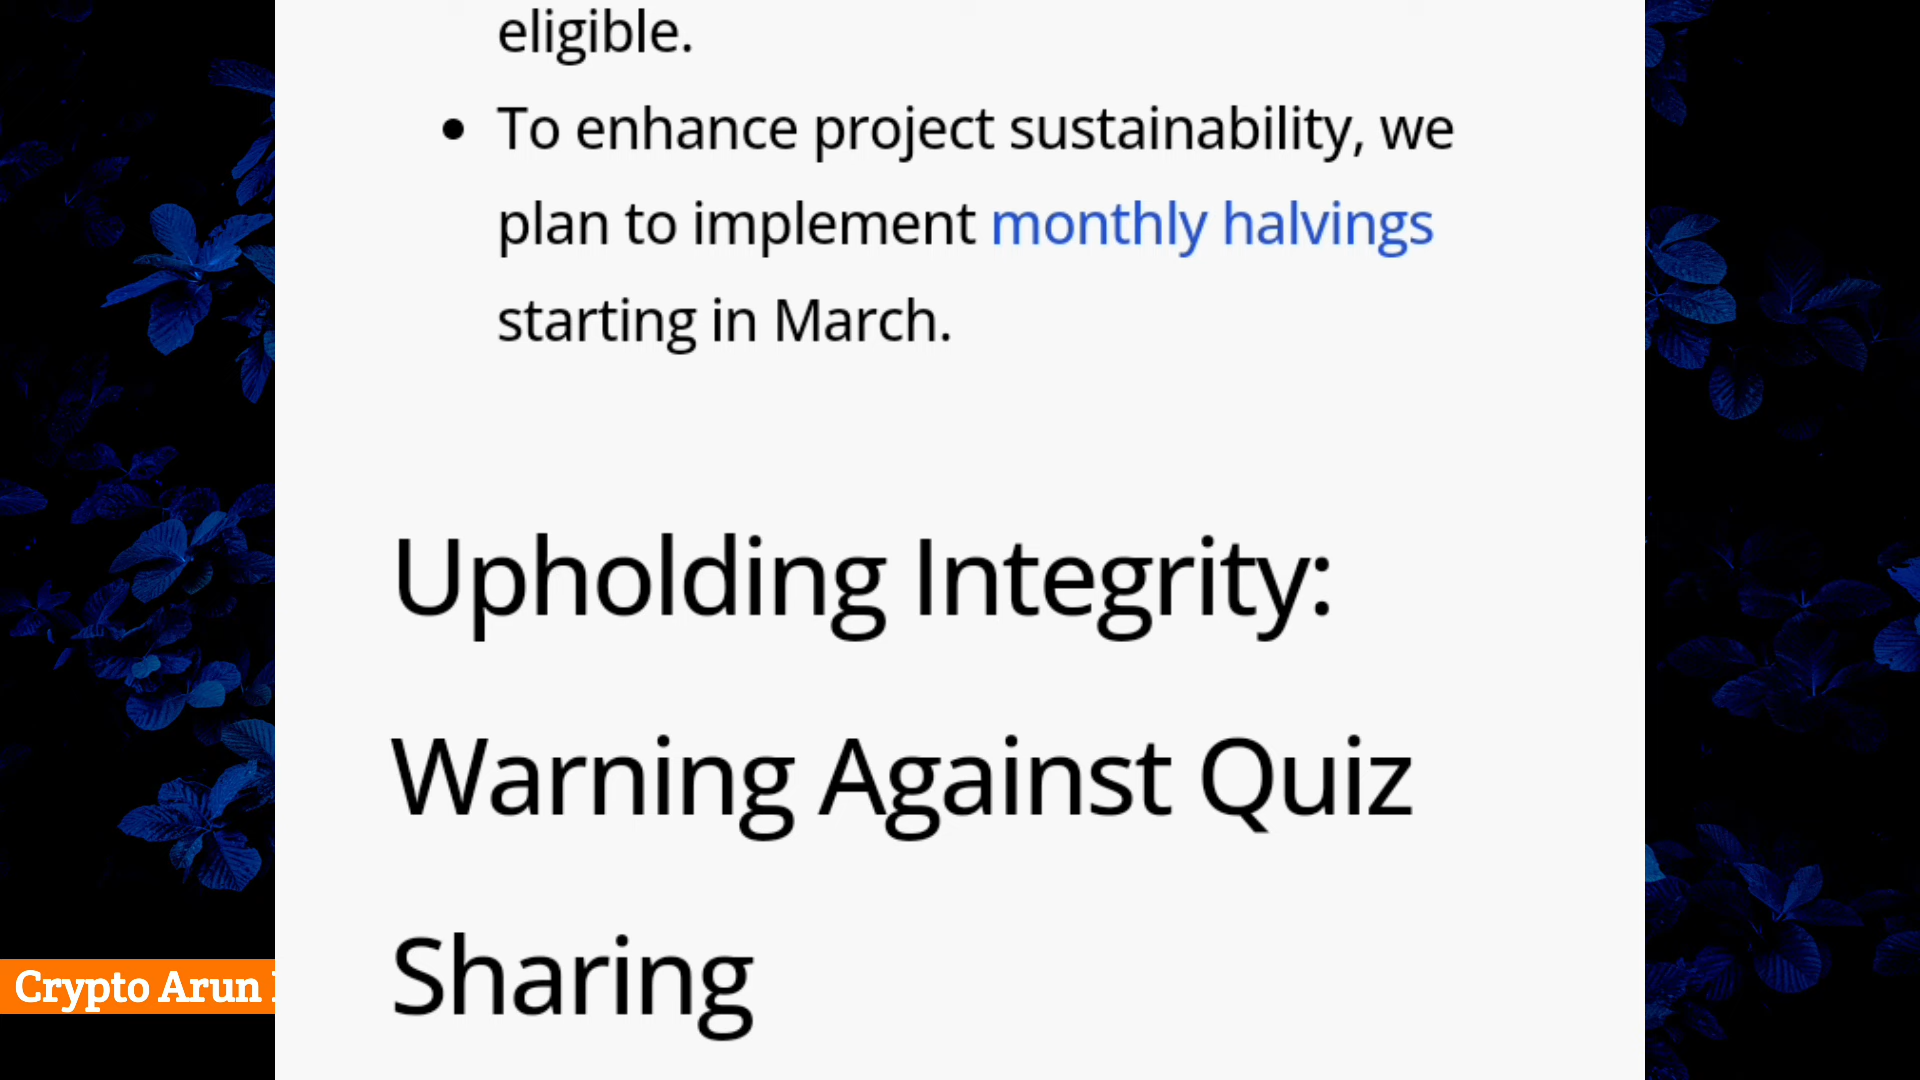 eligible.
• To enhance project sustainability, we
plan to implement monthly halvings
starting in March.
Upholding Integrity:
Warning Against Quiz
Sharing
Crypto Arun